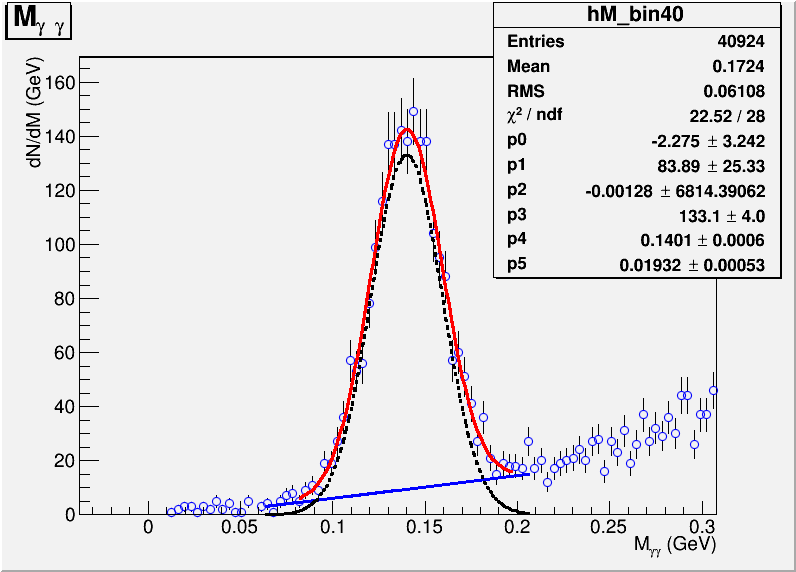 M γ γ
hM_bin40
Entries 40924
Mean 0.1724
RMS 0.06108
χ² / ndf 22.52 / 28
p0 -2.275 ± 3.242
p1 83.89 ± 25.33
p2 -0.00128 ± 6814.39062
p3 133.1 ± 4.0
p4 0.1401 ± 0.0006
p5 0.01932 ± 0.00053
dN/dM (GeV)
160
140
120
100
80
60
40
20
0
0 0.05 0.1 0.15 0.2 0.25 0.3
Mγγ (GeV)